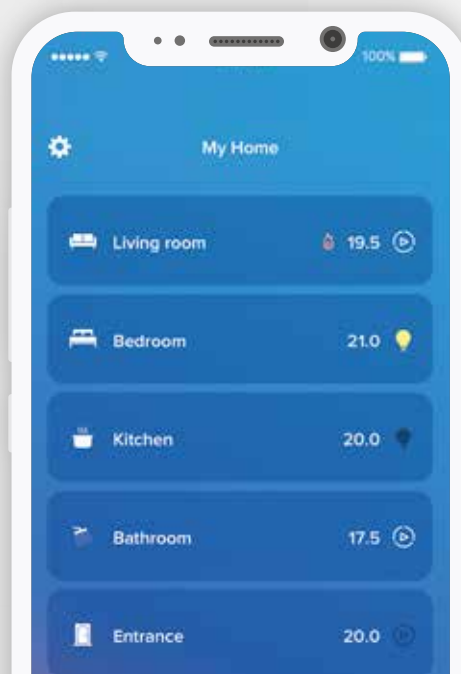 100%
My Home
Living room 19.5
Bedroom 21.0
Kitchen 20.0
Bathroom 17.5
Entrance 20.0